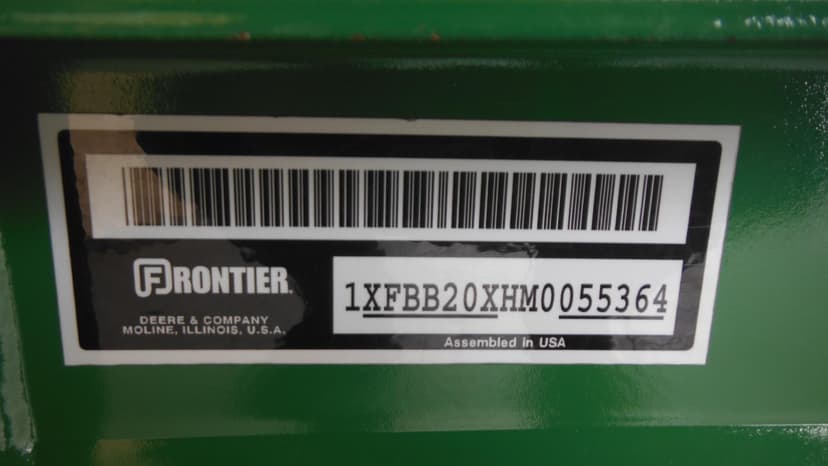 FRONTIER
DEERE & COMPANY
MOLINE, ILLINOIS, U.S.A.
1XFBB20XHM0055364
Assembled in USA